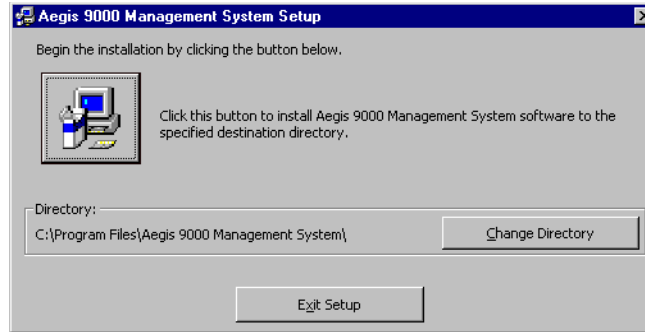 Aegis 9000 Management System Setup
Begin the installation by clicking the button below.
Click this button to install Aegis 9000 Management System software to the
specified destination directory.
Directory:
C:\Program Files\Aegis 9000 Management System\
Change Directory
Exit Setup